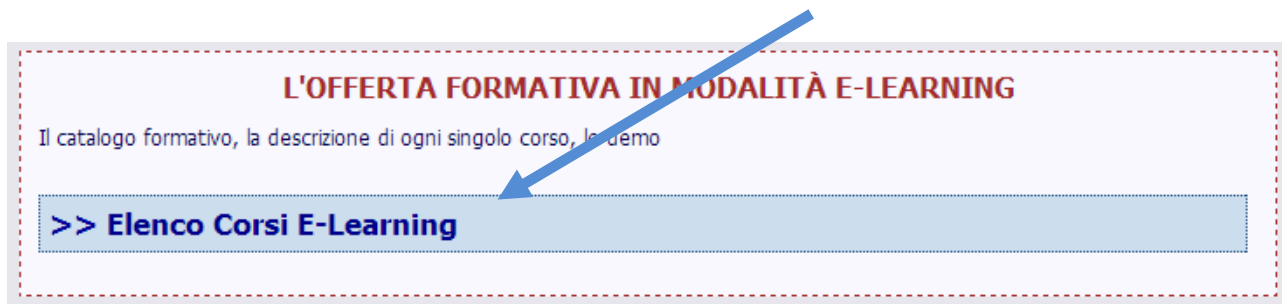 L'OFFERTA FORMATIVA IN MODALITÀ E-LEARNING
Il catalogo formativo, la descrizione di ogni singolo corso, le demo
>> Elenco Corsi E-Learning